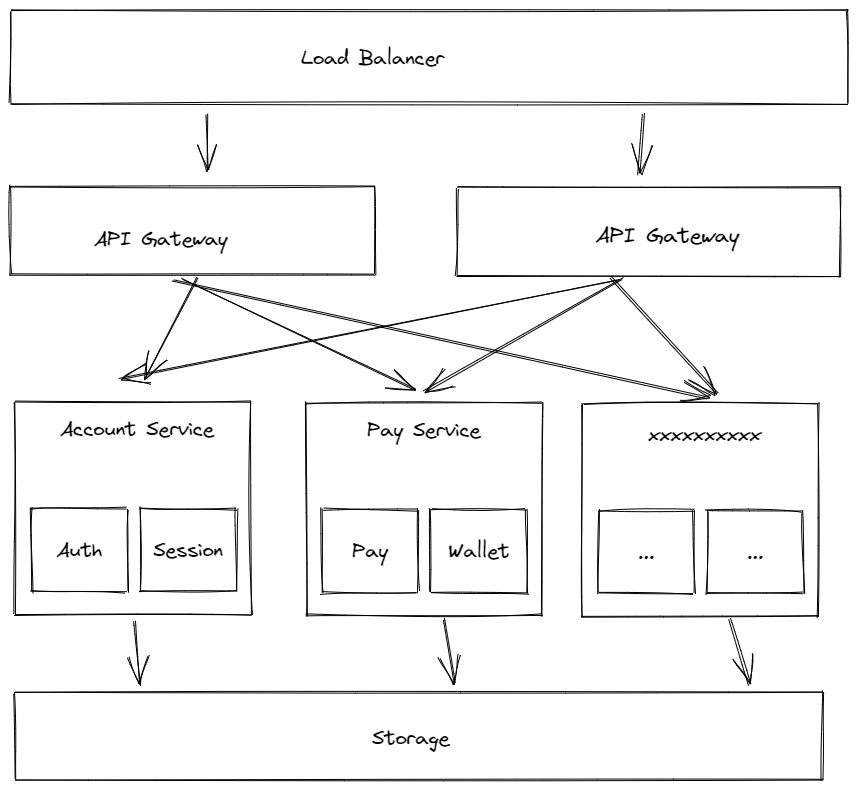 Load Balancer
API Gateway
API Gateway
Account Service
Pay Service
xxxxxxxxxx
Auth
Session
Pay
Wallet
...
...
Storage